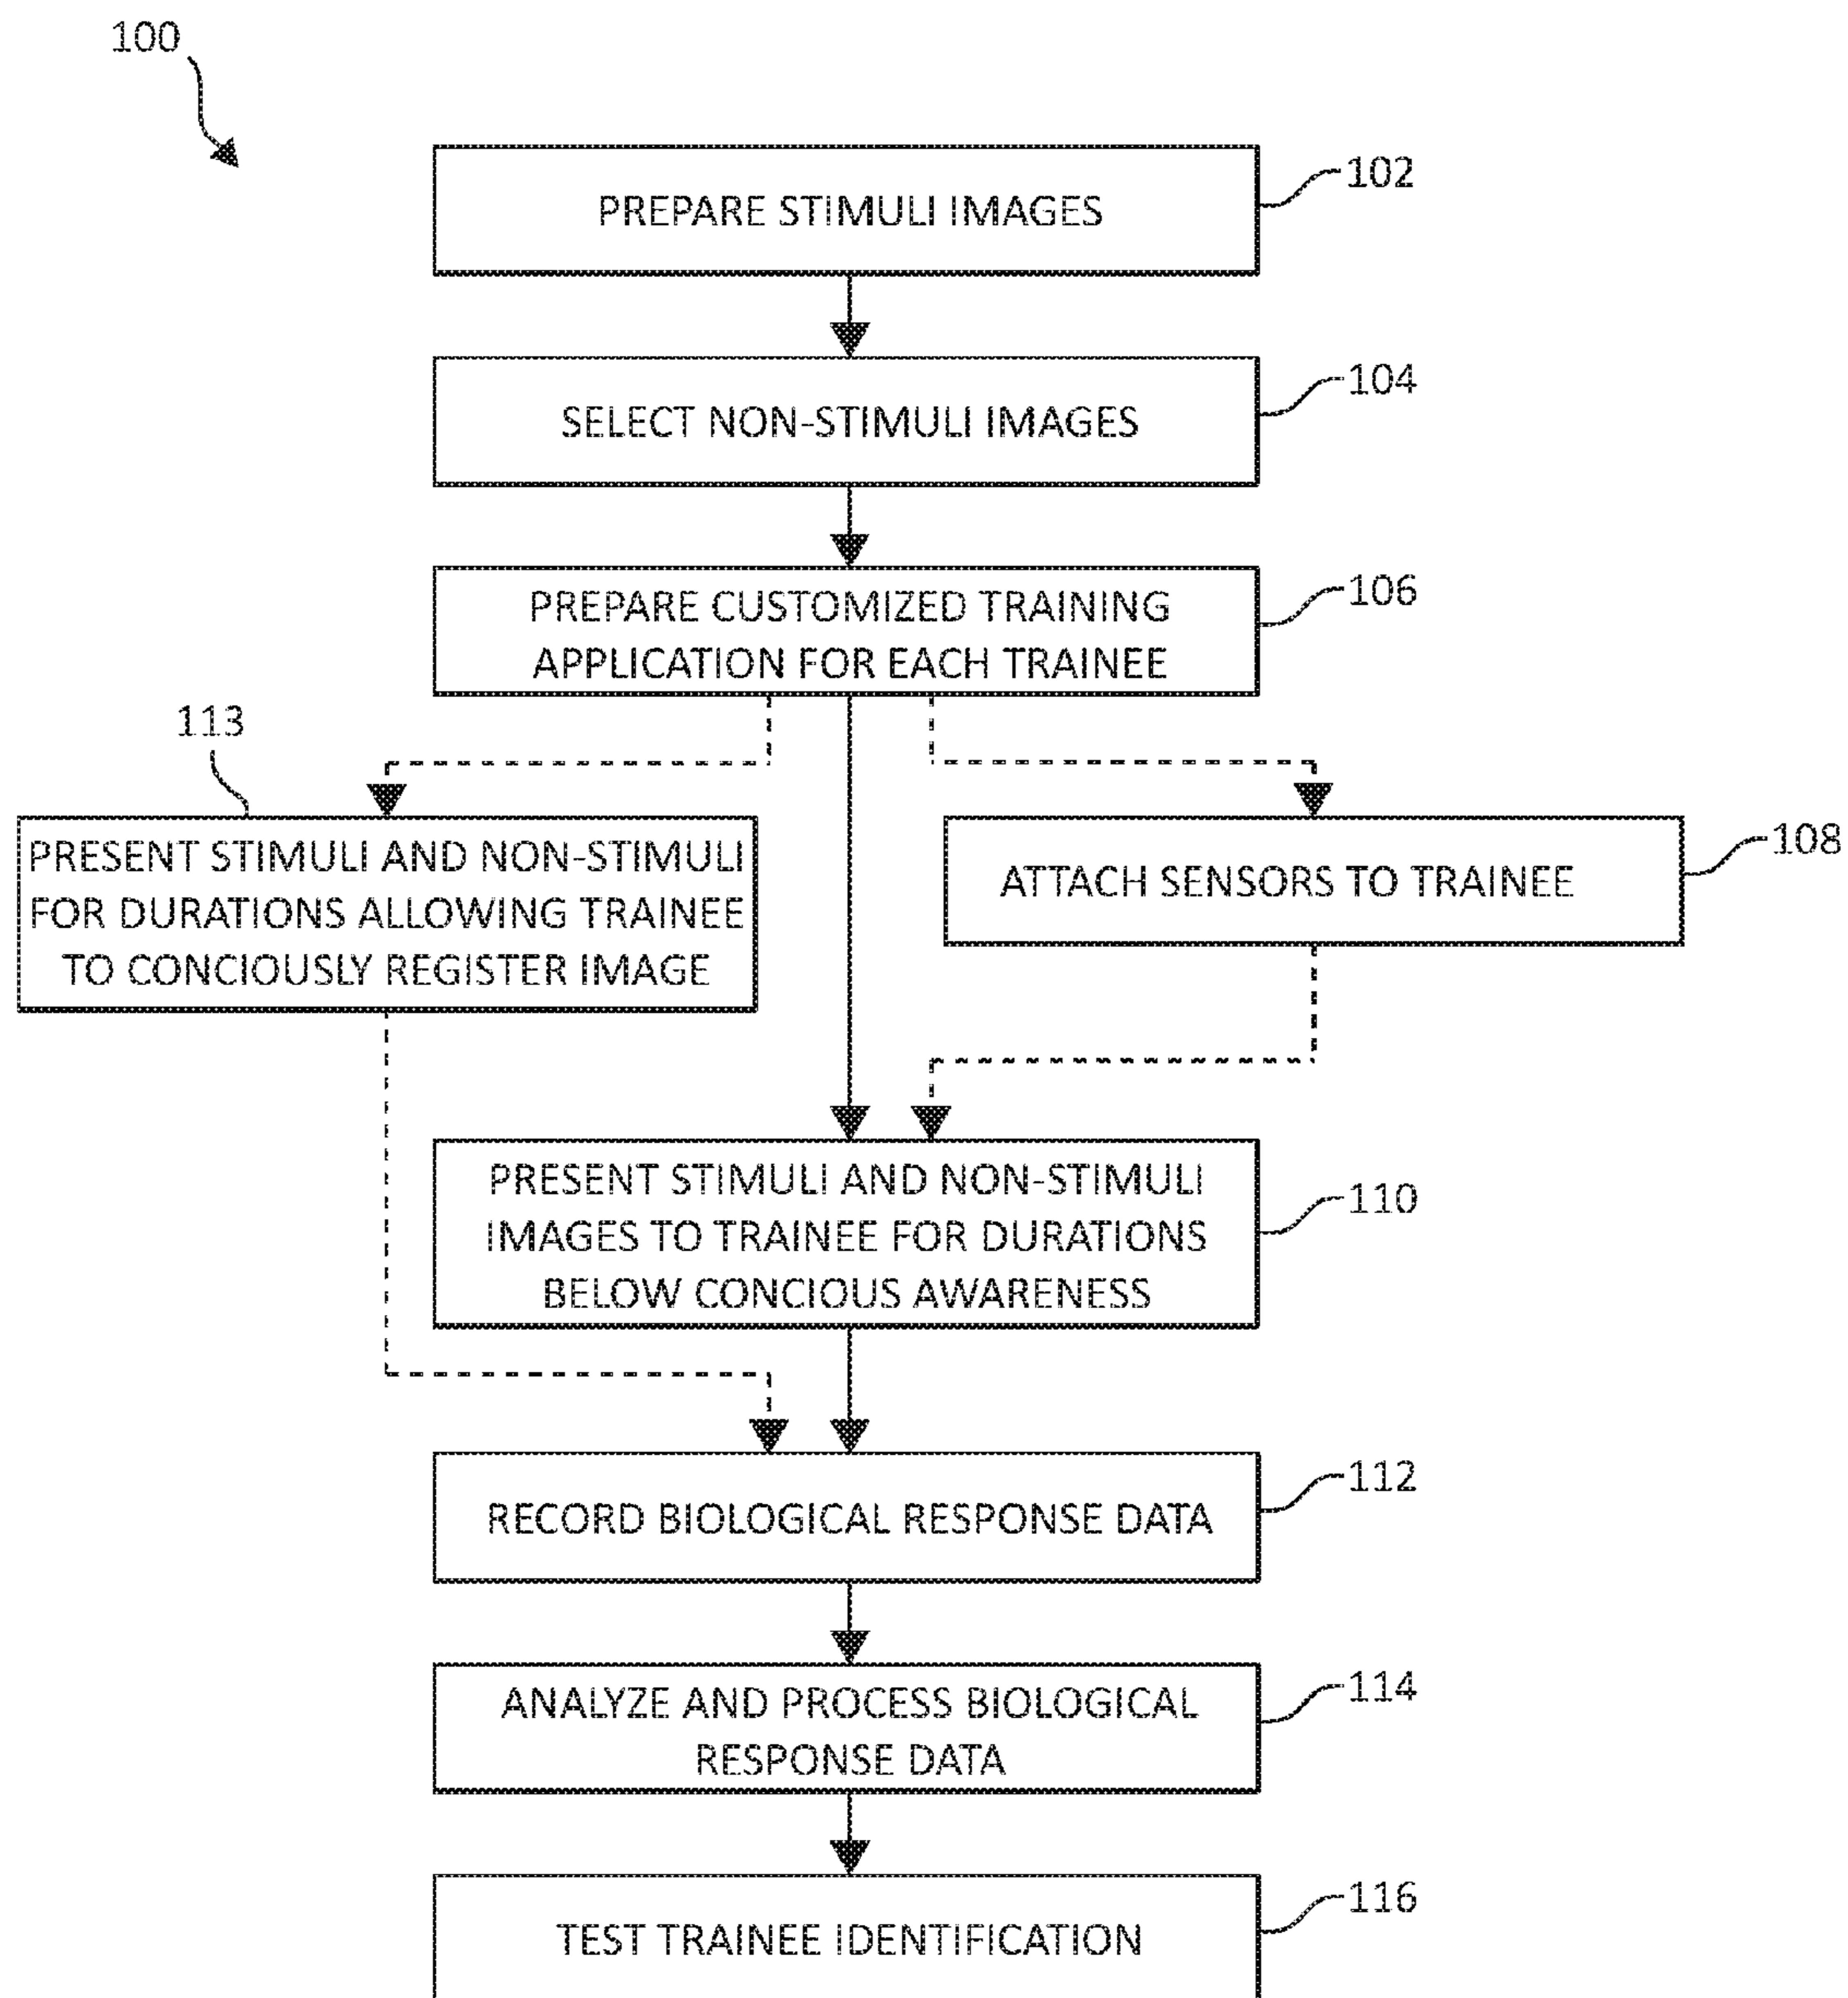 100
PREPARE STIMULI IMAGES
102
SELECT NON-STIMULI IMAGES
104
PREPARE CUSTOMIZED TRAINING
APPLICATION FOR EACH TRAINEE
106
113
PRESENT STIMULI AND NON-STIMULI
FOR DURATIONS ALLOWING TRAINEE
TO CONCIOUSLY REGISTER IMAGE
ATTACH SENSORS TO TRAINEE
108
PRESENT STIMULI AND NON-STIMULI
IMAGES TO TRAINEE FOR DURATIONS
BELOW CONCIOUS AWARENESS
110
RECORD BIOLOGICAL RESPONSE DATA
112
ANALYZE AND PROCESS BIOLOGICAL
RESPONSE DATA
114
TEST TRAINEE IDENTIFICATION
116